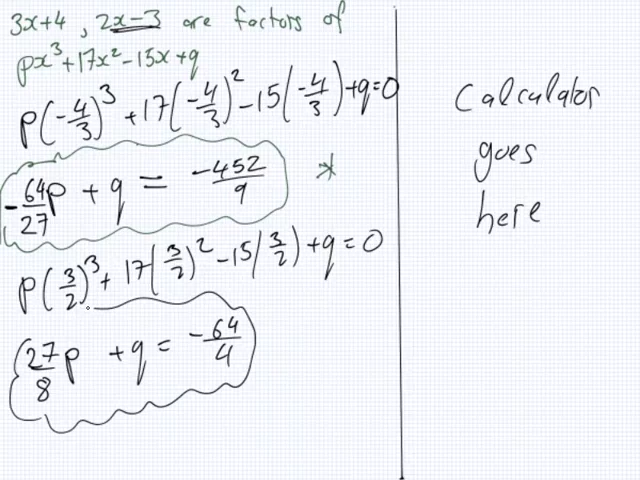 3x+4, 2x-3 are factors of
px³+17x²-15x+q
p(-4/3)³ +17(-4/3)² -15(-4/3)+q=0
-64/27p + q = -452/9 *
p(3/2)³+ 17(3/2)²-15(3/2)+q=0
27/8p +q = -64/4
Calculator
goes
here